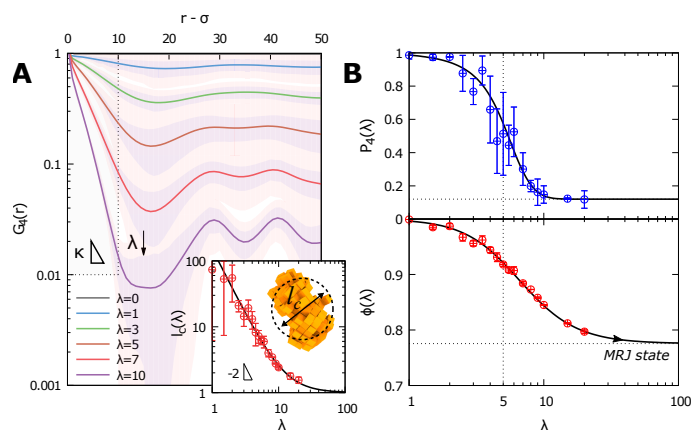 r - σ
0 10 20 30 40 50
A
1
0.1
0.01
0.001
G4(r)
κ
λ
λ=0
λ=1
λ=3
λ=5
λ=7
λ=10
100
10
1
lc(λ)
lc
-2
1 10 100
λ
B
1
0.8
0.6
0.4
0.2
0
P4(λ)
0.9
0.8
0.7
ϕ(λ)
MRJ state
1 5 10 100
λ